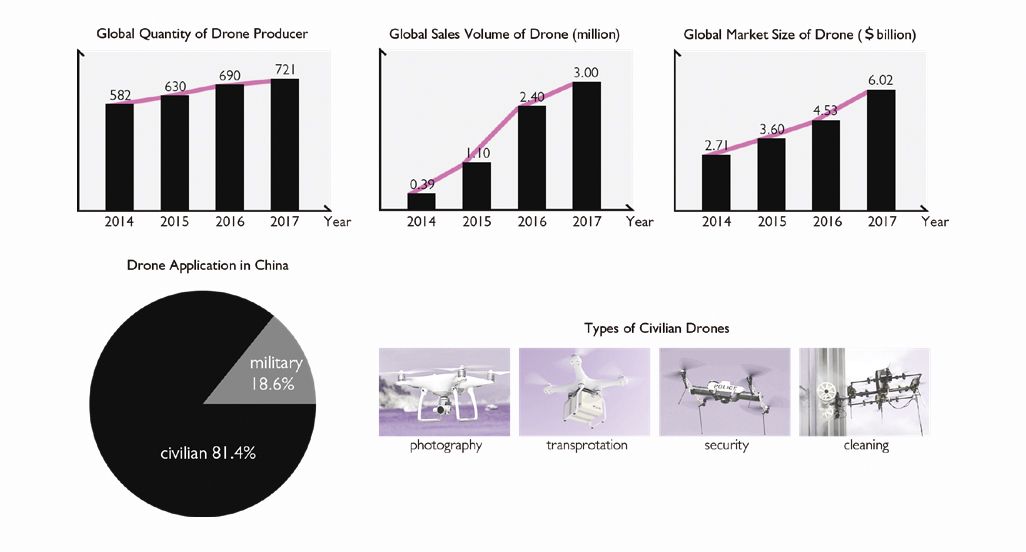 Global Quantity of Drone Producer
582
630
690
721
2014 2015 2016 2017 Year
Global Sales Volume of Drone (million)
0.39
1.10
2.40
3.00
2014 2015 2016 2017 Year
Global Market Size of Drone ( $ billion)
2.71
3.60
4.53
6.02
2014 2015 2016 2017 Year
Drone Application in China
military
18.6%
civilian 81.4%
Types of Civilian Drones
POLICE
photography
transprotation
security
cleaning